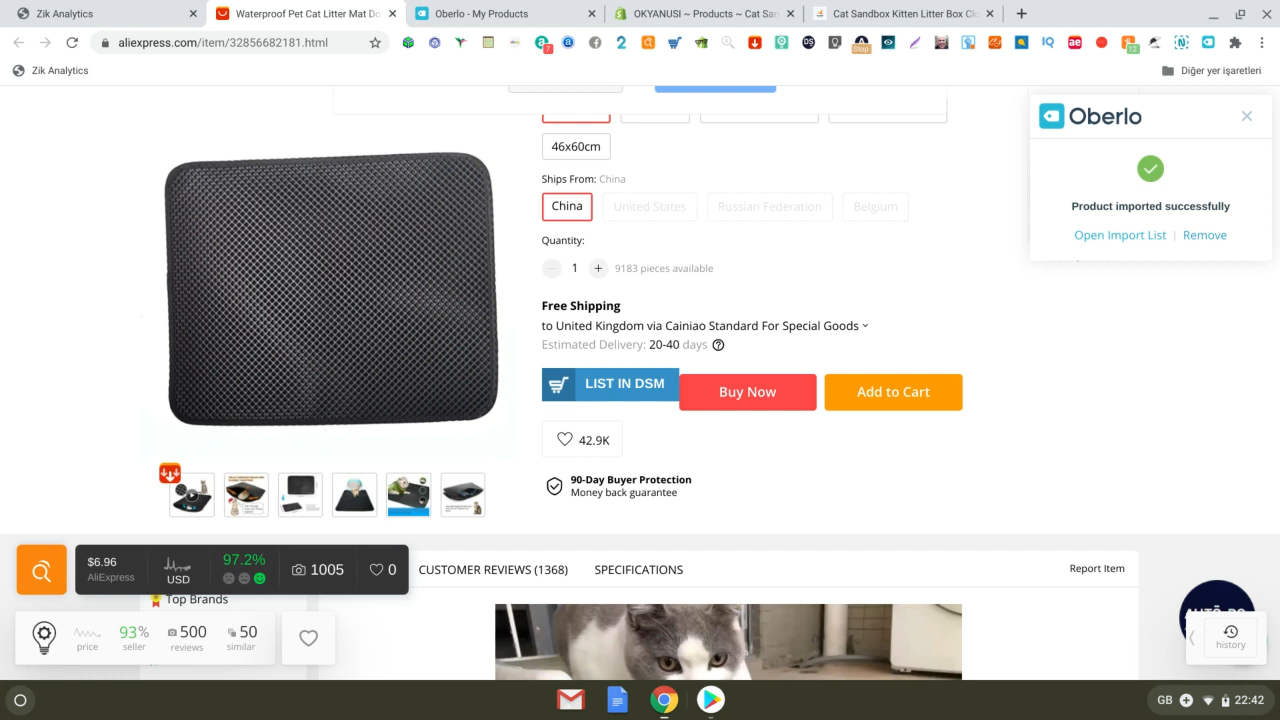 Zik Analytics
Waterproof Pet Cat Litter Mat Do
Oberlo - My Products
OKYANUSI ~ Products ~ Cat San
Cat Sandbox Kitten Litter Box Cl
aliexpress.com/item/32856682181.html
7
Stop
IQ
ae
12
Zik Analytics
Diğer yer işaretleri
Oberlo
Product imported successfully
Open Import List | Remove
46x60cm
Ships From: China
China
United States
Russian Federation
Belgium
Quantity:
1
9183 pieces available
Free Shipping
to United Kingdom via Cainiao Standard For Special Goods
Estimated Delivery: 20-40 days
LIST IN DSM
Buy Now
Add to Cart
42.9K
90-Day Buyer Protection
Money back guarantee
$6.96
AliExpress
USD
97.2%
1005
0
CUSTOMER REVIEWS (1368)
SPECIFICATIONS
Report Item
Top Brands
price
93%
seller
500
reviews
50
similar
history
GB
22:42